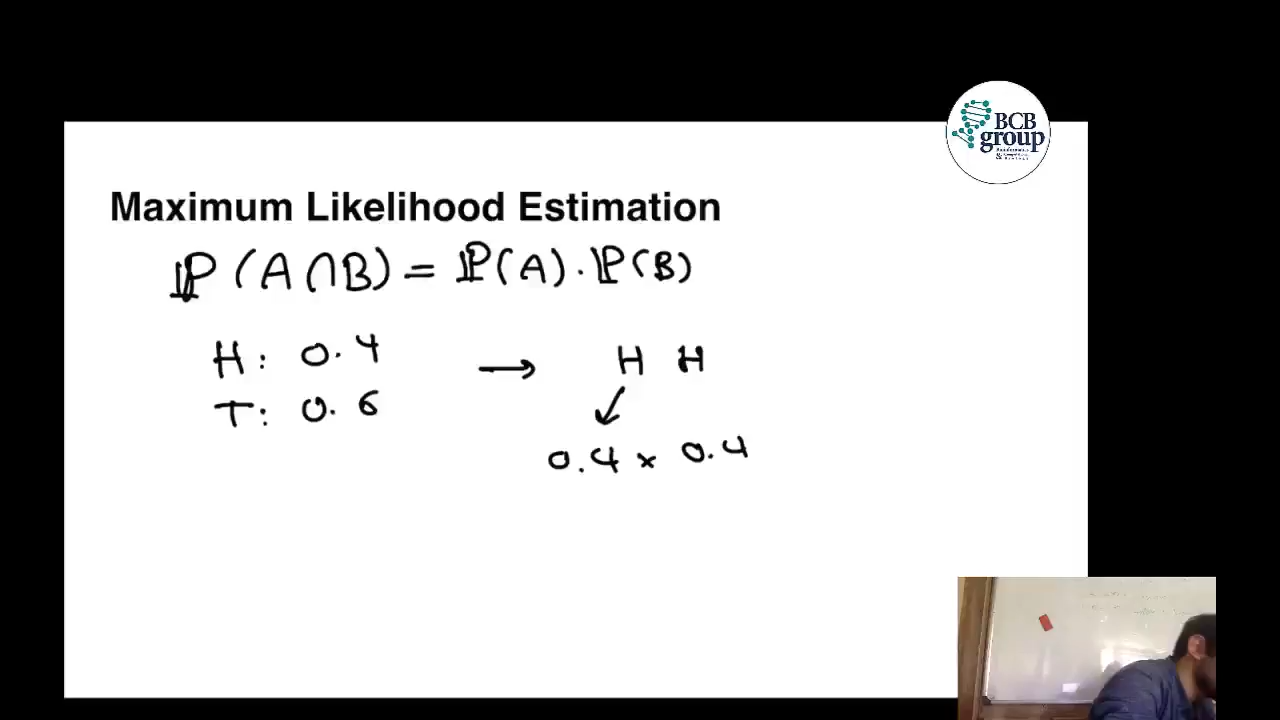 BCB
group
Maximum Likelihood Estimation
ℙ(A∩B) = ℙ(A)·ℙ(B)
H: 0.4 → H H
T: 0.6
0.4 × 0.4